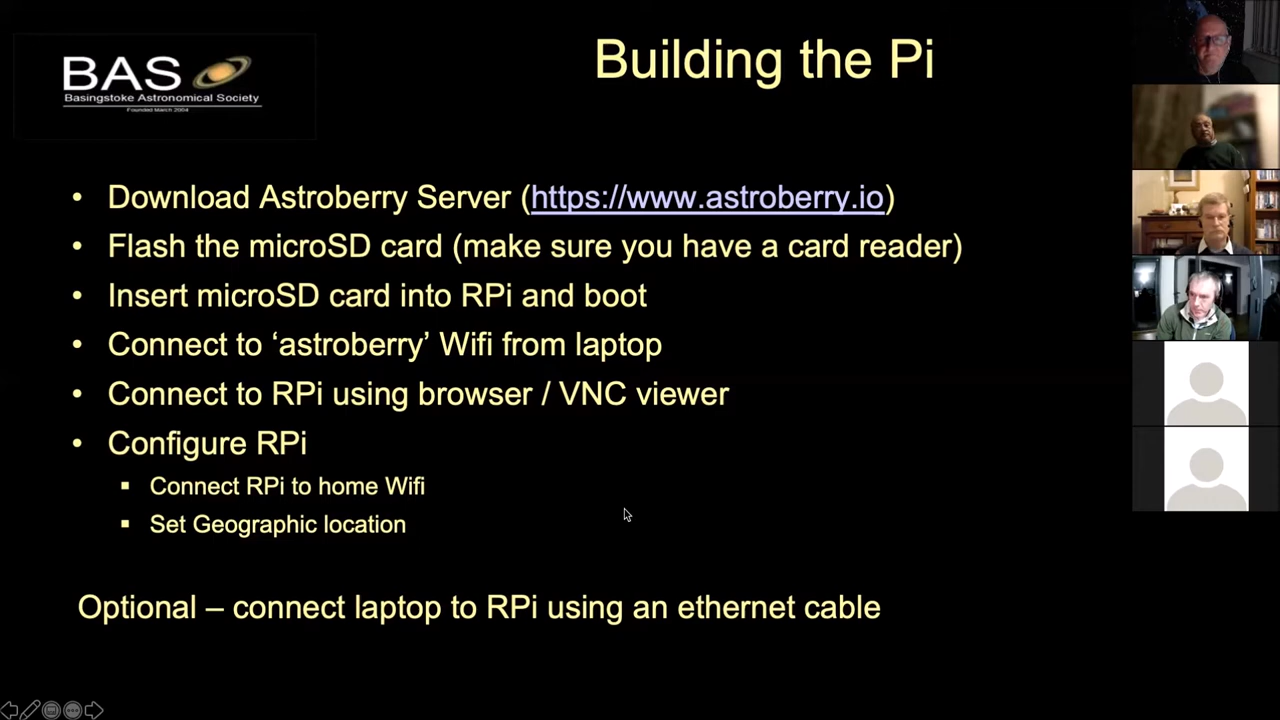 BAS
Basingstoke Astronomical Society
Founded March 2004
Building the Pi
• Download Astroberry Server (https://www.astroberry.io)
• Flash the microSD card (make sure you have a card reader)
• Insert microSD card into RPi and boot
• Connect to ‘astroberry’ Wifi from laptop
• Connect to RPi using browser / VNC viewer
• Configure RPi
▪ Connect RPi to home Wifi
▪ Set Geographic location
Optional – connect laptop to RPi using an ethernet cable